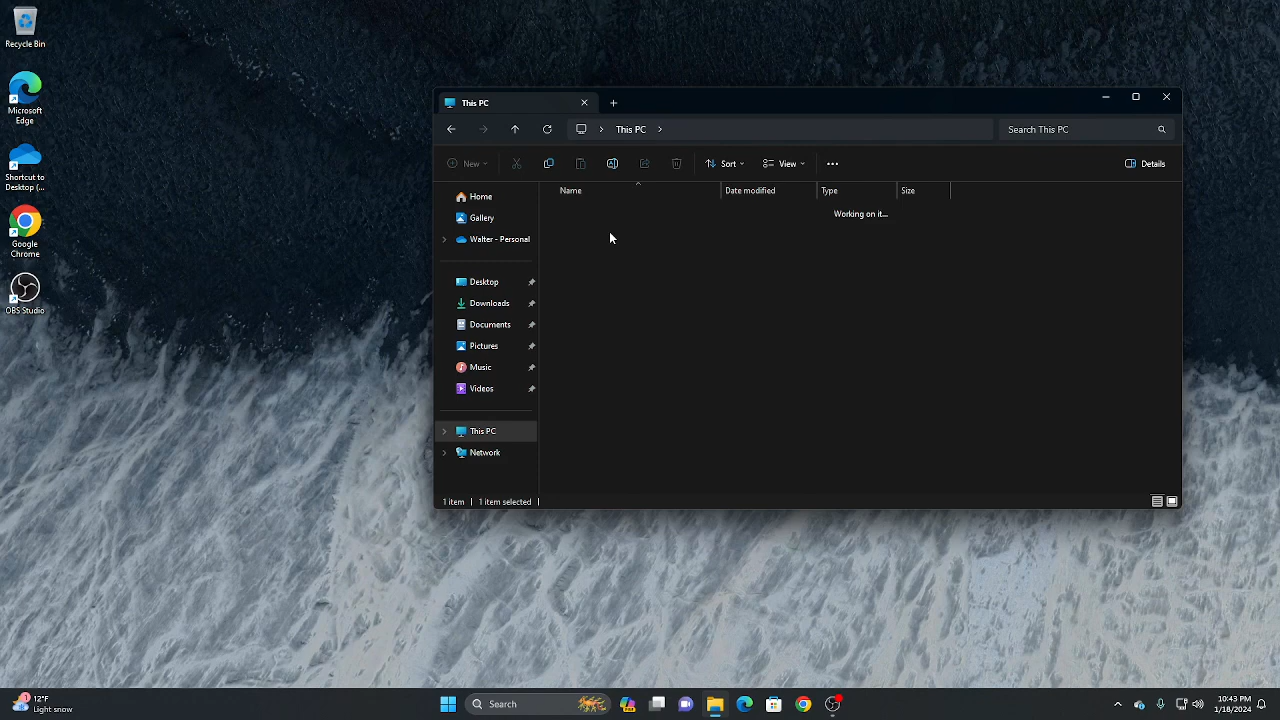 Recycle Bin
Microsoft
Edge
Shortcut to
Desktop (...
Google
Chrome
OBS Studio
This PC
This PC
Search This PC
New
Sort
View
Details
Name
Date modified
Type
Size
Working on it...
Home
Gallery
Walter - Personal
Desktop
Downloads
Documents
Pictures
Music
Videos
This PC
Network
1 item
1 item selected
1
12°F
Light snow
Search
10:43 PM
1/18/2024